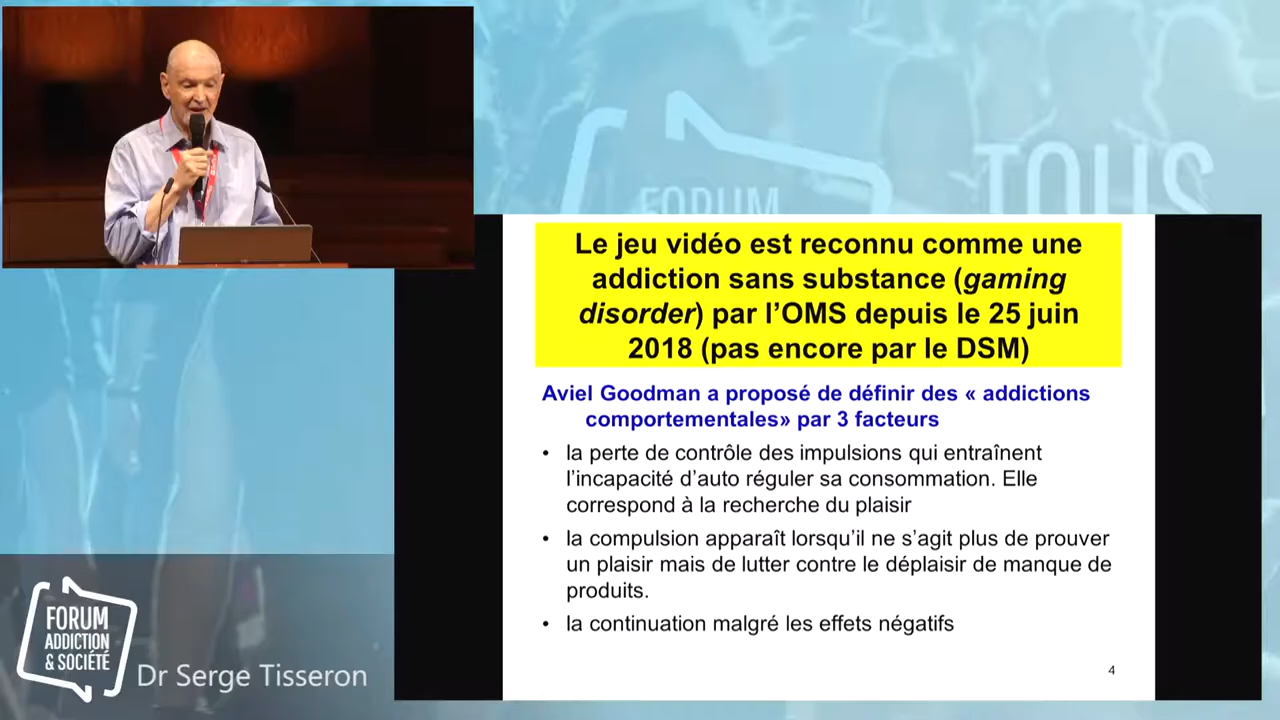 FORUM
TOUS
Le jeu vidéo est reconnu comme une
addiction sans substance (gaming
disorder) par l’OMS depuis le 25 juin
2018 (pas encore par le DSM)
Aviel Goodman a proposé de définir des « addictions
comportementales» par 3 facteurs
• la perte de contrôle des impulsions qui entraînent
l’incapacité d’auto réguler sa consommation. Elle
correspond à la recherche du plaisir
• la compulsion apparaît lorsqu’il ne s’agit plus de prouver
un plaisir mais de lutter contre le déplaisir de manque de
produits.
• la continuation malgré les effets négatifs
4
FORUM
ADDICTION
& SOCIÉTÉ
Dr Serge Tisseron